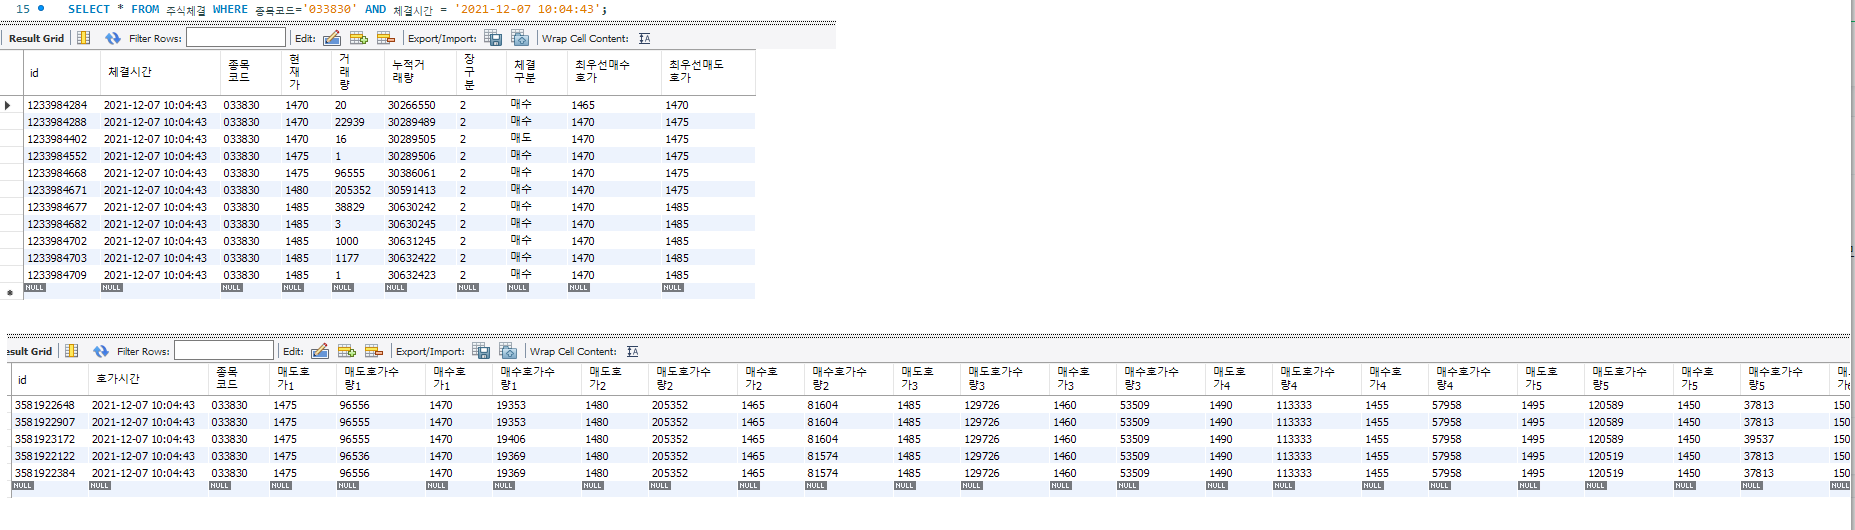 15 SELECT * FROM 주식체결 WHERE 종목코드='033830' AND 체결시간 = '2021-12-07 10:04:43';
Result Grid Filter Rows: Edit: Export/Import: Wrap Cell Content:
id 체결시간 종목코드 현재가 거래량 누적거래량 장구분 체결구분 최우선매수호가 최우선매도호가
1233984284 2021-12-07 10:04:43 033830 1470 20 30266550 2 매수 1465 1470
1233984288 2021-12-07 10:04:43 033830 1470 22939 30289489 2 매수 1470 1475
1233984402 2021-12-07 10:04:43 033830 1470 16 30289505 2 매도 1470 1475
1233984552 2021-12-07 10:04:43 033830 1475 1 30289506 2 매수 1470 1475
1233984668 2021-12-07 10:04:43 033830 1475 96555 30386061 2 매수 1470 1475
1233984671 2021-12-07 10:04:43 033830 1480 205352 30591413 2 매수 1470 1475
1233984677 2021-12-07 10:04:43 033830 1485 38829 30630242 2 매수 1470 1485
1233984682 2021-12-07 10:04:43 033830 1485 3 30630245 2 매수 1470 1485
1233984702 2021-12-07 10:04:43 033830 1485 1000 30631245 2 매수 1470 1485
1233984703 2021-12-07 10:04:43 033830 1485 1177 30632422 2 매수 1470 1485
1233984709 2021-12-07 10:04:43 033830 1485 1 30632423 2 매수 1470 1485
NULL NULL NULL NULL NULL NULL NULL NULL NULL NULL
esult Grid Filter Rows: Edit: Export/Import: Wrap Cell Content:
id 호가시간 종목코드 매도호가1 매도호가수량1 매수호가1 매수호가수량1 매도호가2 매도호가수량2 매수호가2 매수호가수량2 매도호가3 매도호가수량3 매수호가3 매수호가수량3 매도호가4 매도호가수량4 매수호가4 매수호가수량4 매도호가5 매도호가수량5 매수호가5 매수호가수량5
3581922648 2021-12-07 10:04:43 033830 1475 96556 1470 19353 1480 205352 1465 81604 1485 129726 1460 53509 1490 113333 1455 57958 1495 120589 1450 37813 150
3581922907 2021-12-07 10:04:43 033830 1475 96555 1470 19353 1480 205352 1465 81604 1485 129726 1460 53509 1490 113333 1455 57958 1495 120589 1450 37813 150
3581923172 2021-12-07 10:04:43 033830 1475 96555 1470 19406 1480 205352 1465 81604 1485 129726 1460 53509 1490 113333 1455 57958 1495 120589 1450 39537 150
3581922122 2021-12-07 10:04:43 033830 1475 96536 1470 19369 1480 205352 1465 81574 1485 129726 1460 53509 1490 113333 1455 57958 1495 120519 1450 37813 150
3581922384 2021-12-07 10:04:43 033830 1475 96556 1470 19369 1480 205352 1465 81574 1485 129726 1460 53509 1490 113333 1455 57958 1495 120519 1450 37813 150
NULL NULL NULL NULL NULL NULL NULL NULL NULL NULL NULL NULL NULL NULL NULL NULL NULL NULL NULL NULL NULL NULL NULL NULL